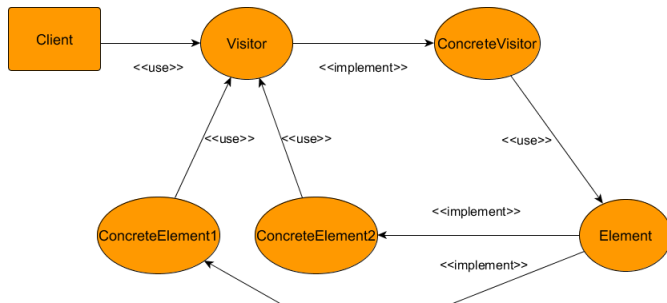 Client
Visitor
ConcreteVisitor
<<use>>
<<implement>>
<<use>>
<<use>>
<<use>>
<<implement>>
ConcreteElement1
ConcreteElement2
Element
<<implement>>